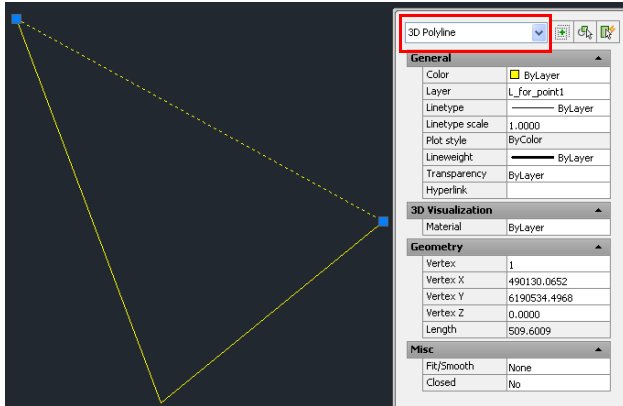 3D Polyline
General
Color ByLayer
Layer L_for_point1
Linetype ByLayer
Linetype scale 1.0000
Plot style ByColor
Lineweight ByLayer
Transparency ByLayer
Hyperlink
3D Visualization
Material ByLayer
Geometry
Vertex 1
Vertex X 490130.0652
Vertex Y 6190534.4968
Vertex Z 0.0000
Length 509.6009
Misc
Fit/Smooth None
Closed No